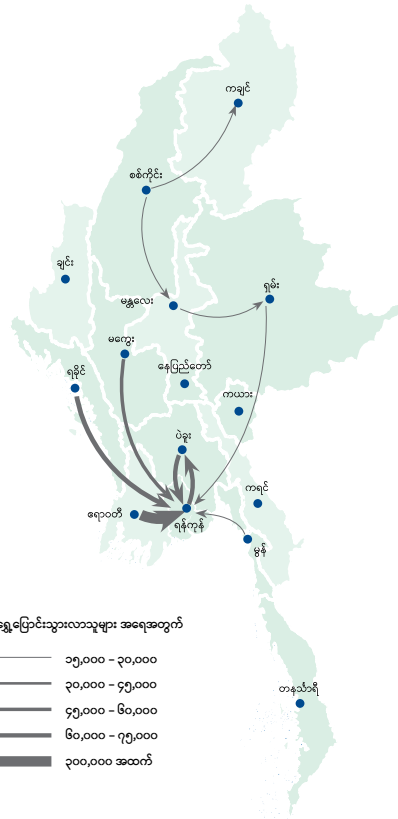 ကချင်
စစ်ကိုင်း
ချင်း
ရှမ်း
မန္တလေး
မကွေး
နေပြည်တော်
ရခိုင်
ကယား
ပဲခူး
ကရင်
ဧရာဝတီ
ရန်ကုန်
မွန်
ရွှေ့ပြောင်းသွားလာသူများ အရေအတွက်
၁၅,၀၀၀ – ၃၀,၀၀၀
၃၀,၀၀၀ – ၄၅,၀၀၀
တနင်္သာရီ
၄၅,၀၀၀ – ၆၀,၀၀၀
၆၀,၀၀၀ – ၇၅,၀၀၀
၃၀၀,၀၀၀ အထက်